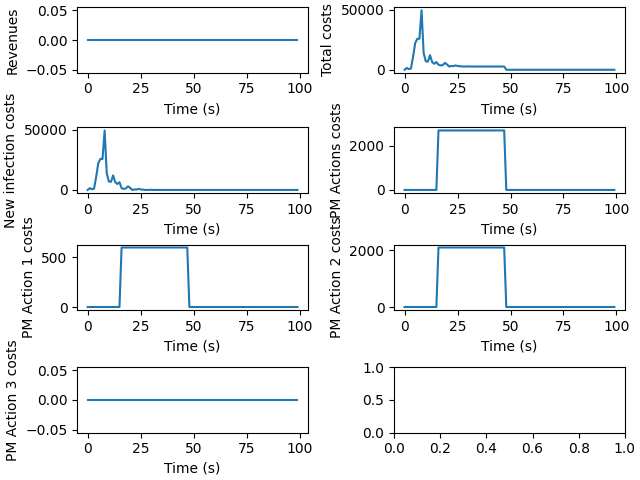 Revenues
0.05
0.00
−0.05
0 25 50 75 100
Time (s)
Total costs
50000
0
0 25 50 75 100
Time (s)
New infection costs
50000
0
0 25 50 75 100
Time (s)
PM Actions costs
2000
0
0 25 50 75 100
Time (s)
PM Action 1 costs
500
0
0 25 50 75 100
Time (s)
PM Action 2 costs
2000
0
0 25 50 75 100
Time (s)
PM Action 3 costs
0.05
0.00
−0.05
0 25 50 75 100
Time (s)
1.0
0.5
0.0
0.0 0.2 0.4 0.6 0.8 1.0